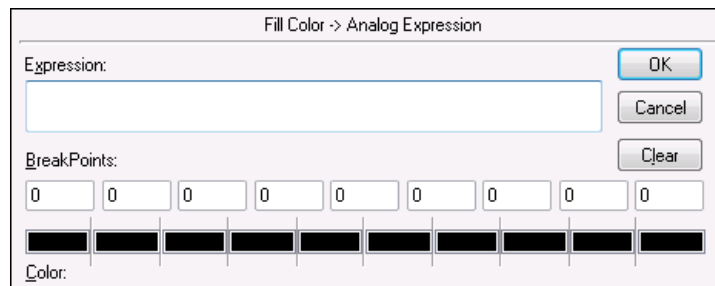 Fill Color -> Analog Expression
Expression:
OK
Cancel
Clear
BreakPoints:
0 0 0 0 0 0 0 0 0
Color: